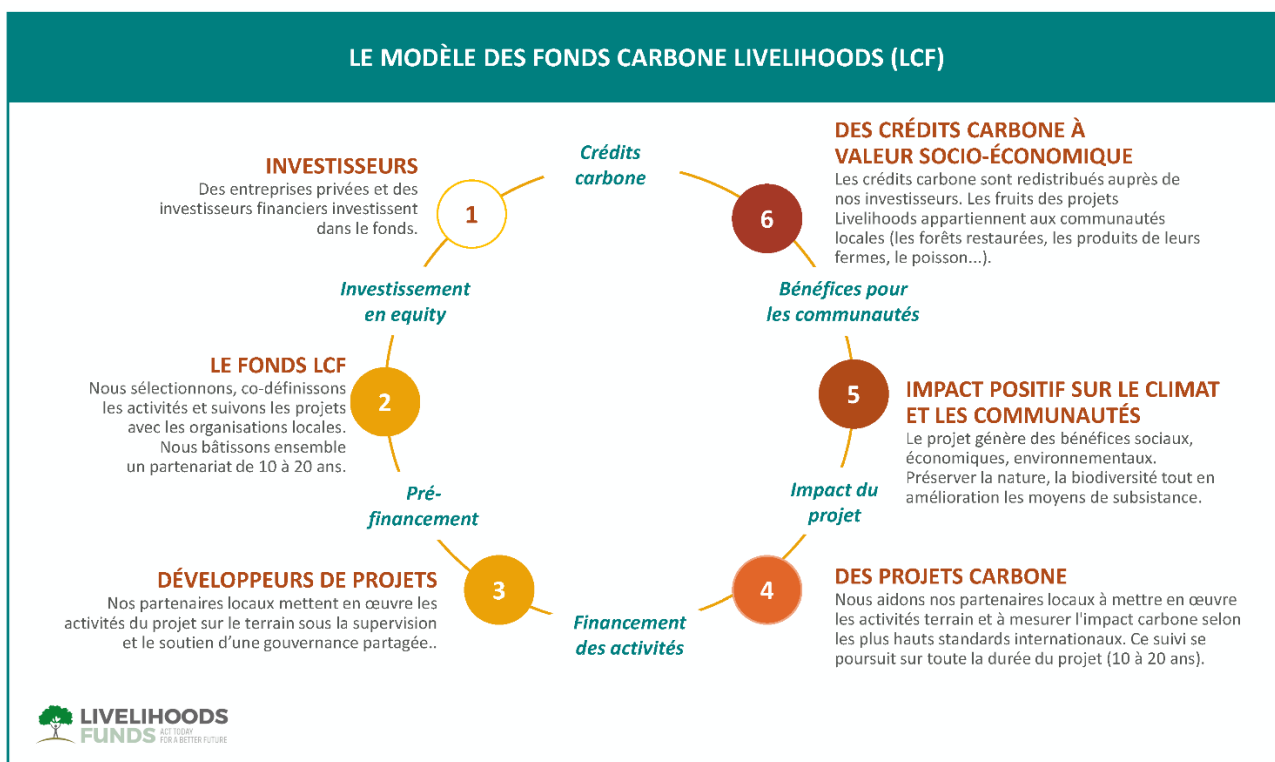 LE MODÈLE DES FONDS CARBONE LIVELIHOODS (LCF)
INVESTISSEURS
Des entreprises privées et des
investisseurs financiers investissent
dans le fonds.
1
Investissement
en equity
LE FONDS LCF
Nous sélectionnons, co-définissons
les activités et suivons les projets
avec les organisations locales.
Nous bâtissons ensemble
un partenariat de 10 à 20 ans.
2
Pré-
financement
DÉVELOPPEURS DE PROJETS
Nos partenaires locaux mettent en œuvre les
activités du projet sur le terrain sous la supervision
et le soutien d’une gouvernance partagée..
3
Financement
des activités
4
DES PROJETS CARBONE
Nous aidons nos partenaires locaux à mettre en œuvre
les activités terrain et à mesurer l'impact carbone selon
les plus hauts standards internationaux. Ce suivi se
poursuit sur toute la durée du projet (10 à 20 ans).
Impact du
projet
5
IMPACT POSITIF SUR LE CLIMAT
ET LES COMMUNAUTÉS
Le projet génère des bénéfices sociaux,
économiques, environnementaux.
Préserver la nature, la biodiversité tout en
amélioration les moyens de subsistance.
Bénéfices pour
les communautés
6
DES CRÉDITS CARBONE À
VALEUR SOCIO-ÉCONOMIQUE
Les crédits carbone sont redistribués auprès de
nos investisseurs. Les fruits des projets
Livelihoods appartiennent aux communautés
locales (les forêts restaurées, les produits de leurs
fermes, le poisson...).
Crédits
carbone
LIVELIHOODS
FUNDS
ACT TODAY
FOR A BETTER FUTURE